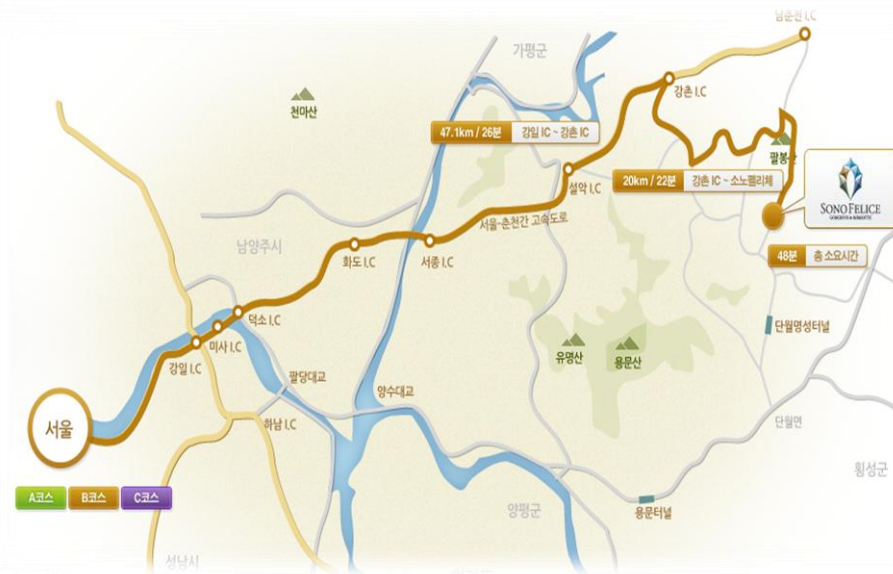 남춘천 I.C
가평군
천마산
강촌 I.C
47.1km / 26분 강일 IC ~ 강촌 IC
팔봉산
설악 I.C
20km / 22분 강촌 IC ~ 소노펠리체
SONO FELICE
서울-춘천간 고속도로
남양주시
화도 I.C
서종 I.C
48분 총 소요시간
덕소 I.C
미사 I.C
강일 I.C
단월명성터널
유명산
용문산
팔당대교
양수대교
서울
하남 I.C
단월면
횡성군
A코스 B코스 C코스
양평군
용문터널
성남시